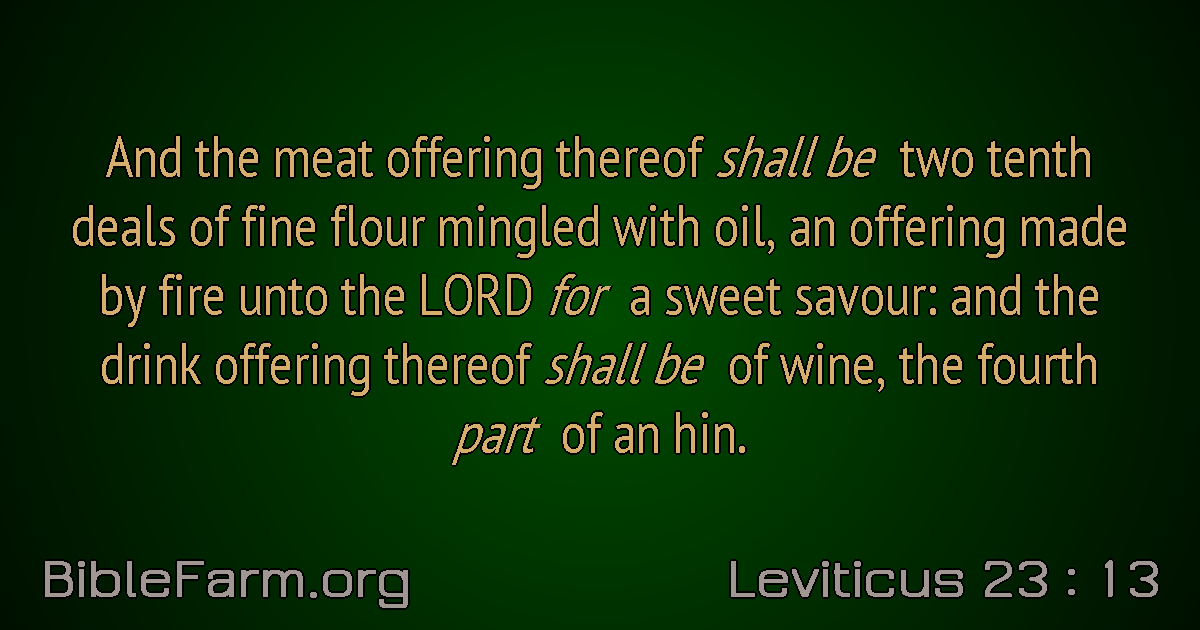 And the meat offering thereof shall be two tenth
deals of fine flour mingled with oil, an offering made
by fire unto the LORD for a sweet savour: and the
drink offering thereof shall be of wine, the fourth
part of an hin.
BibleFarm.org
Leviticus 23 : 13